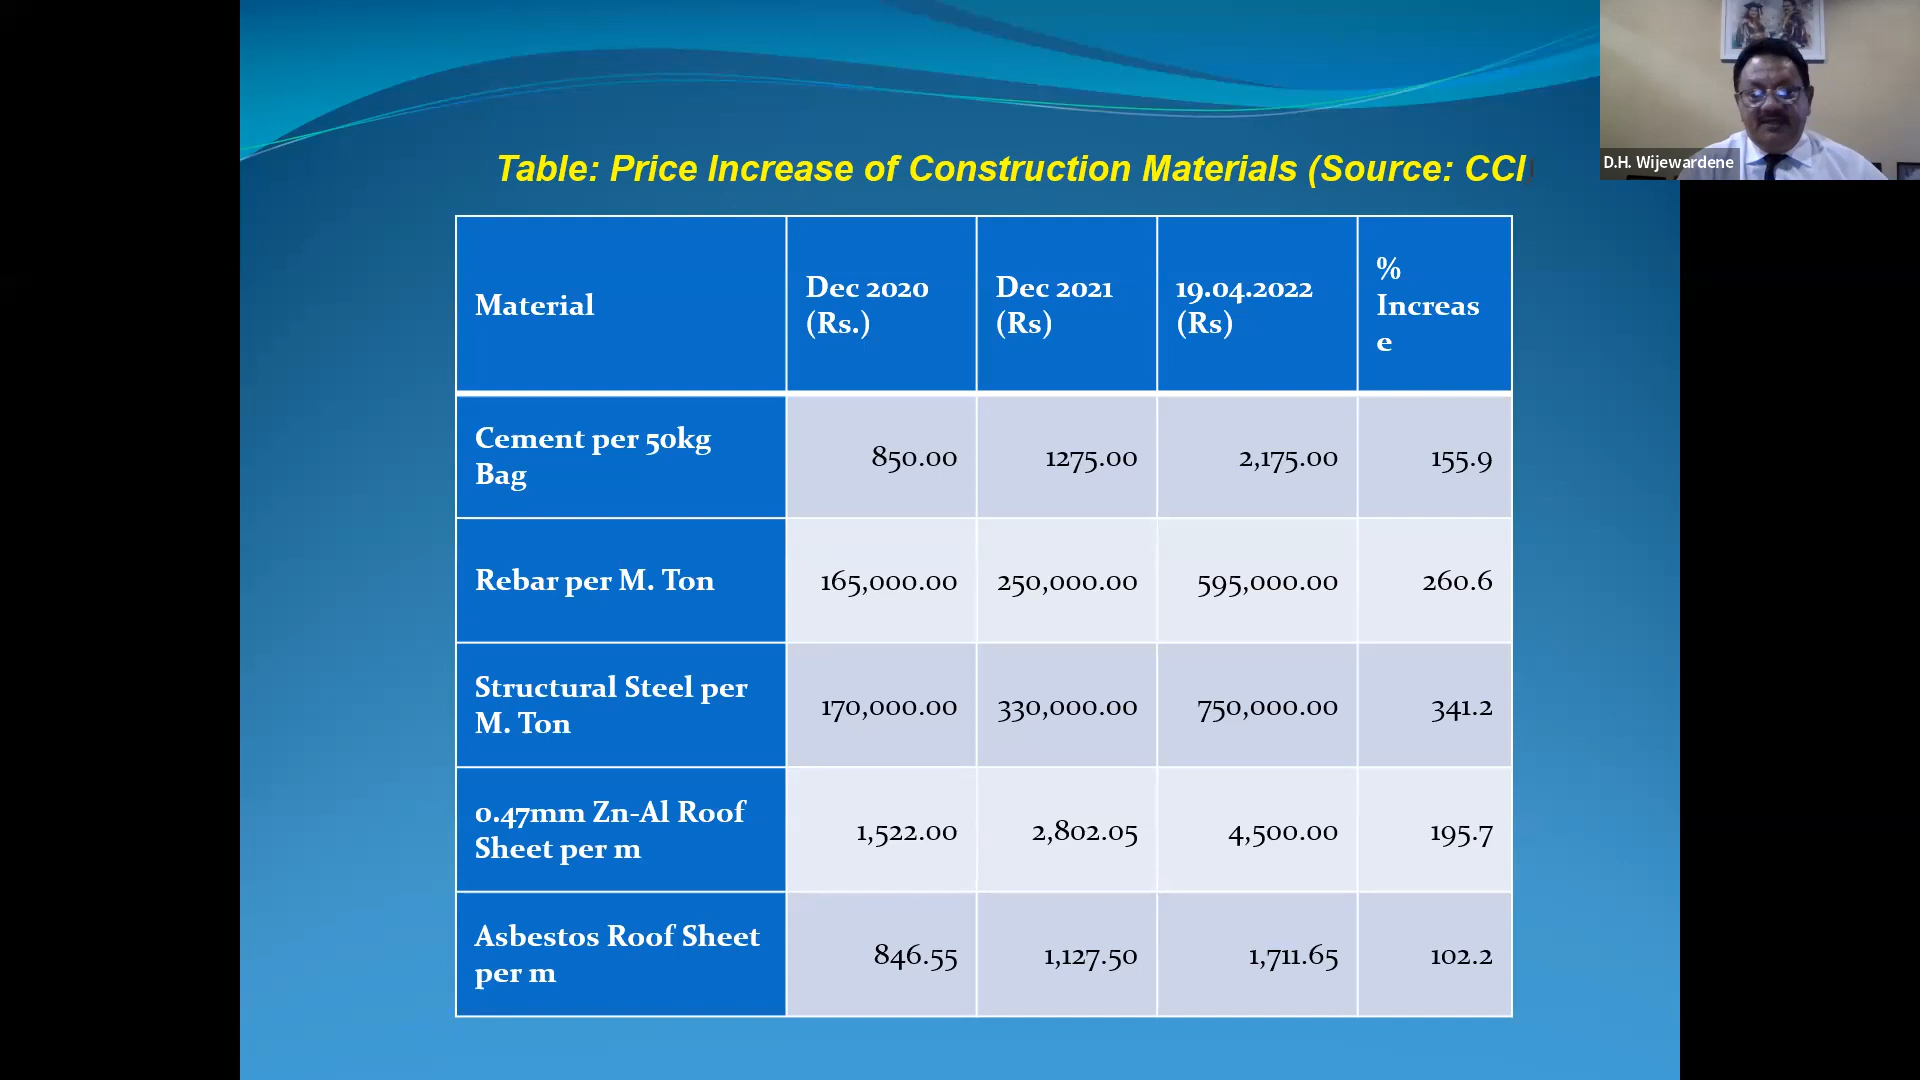 Table: Price Increase of Construction Materials (Source: CCI
D.H. Wijewardene
Material
Dec 2020
(Rs.)
Dec 2021
(Rs)
19.04.2022
(Rs)
%
Increas
e
Cement per 50kg
Bag
850.00
1275.00
2,175.00
155.9
Rebar per M. Ton
165,000.00
250,000.00
595,000.00
260.6
Structural Steel per
M. Ton
170,000.00
330,000.00
750,000.00
341.2
0.47mm Zn-Al Roof
Sheet per m
1,522.00
2,802.05
4,500.00
195.7
Asbestos Roof Sheet
per m
846.55
1,127.50
1,711.65
102.2